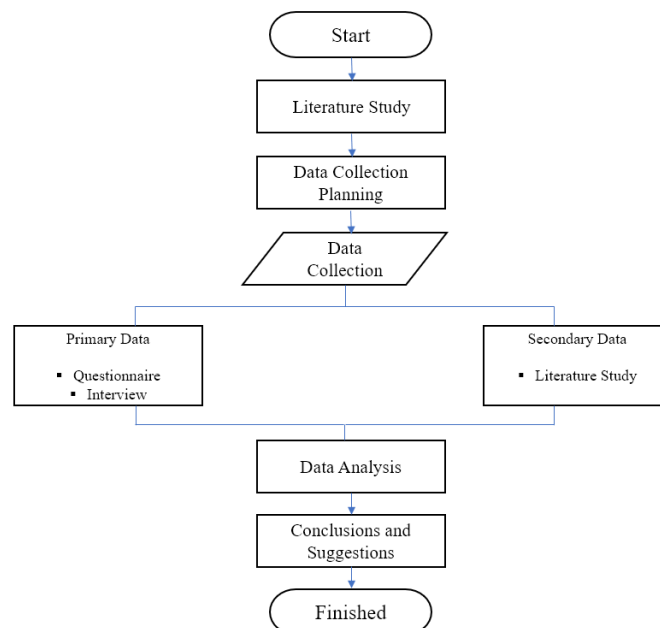 Start
Literature Study
Data Collection
Planning
Data
Collection
Primary Data
▪ Questionnaire
▪ Interview
Secondary Data
▪ Literature Study
Data Analysis
Conclusions and
Suggestions
Finished